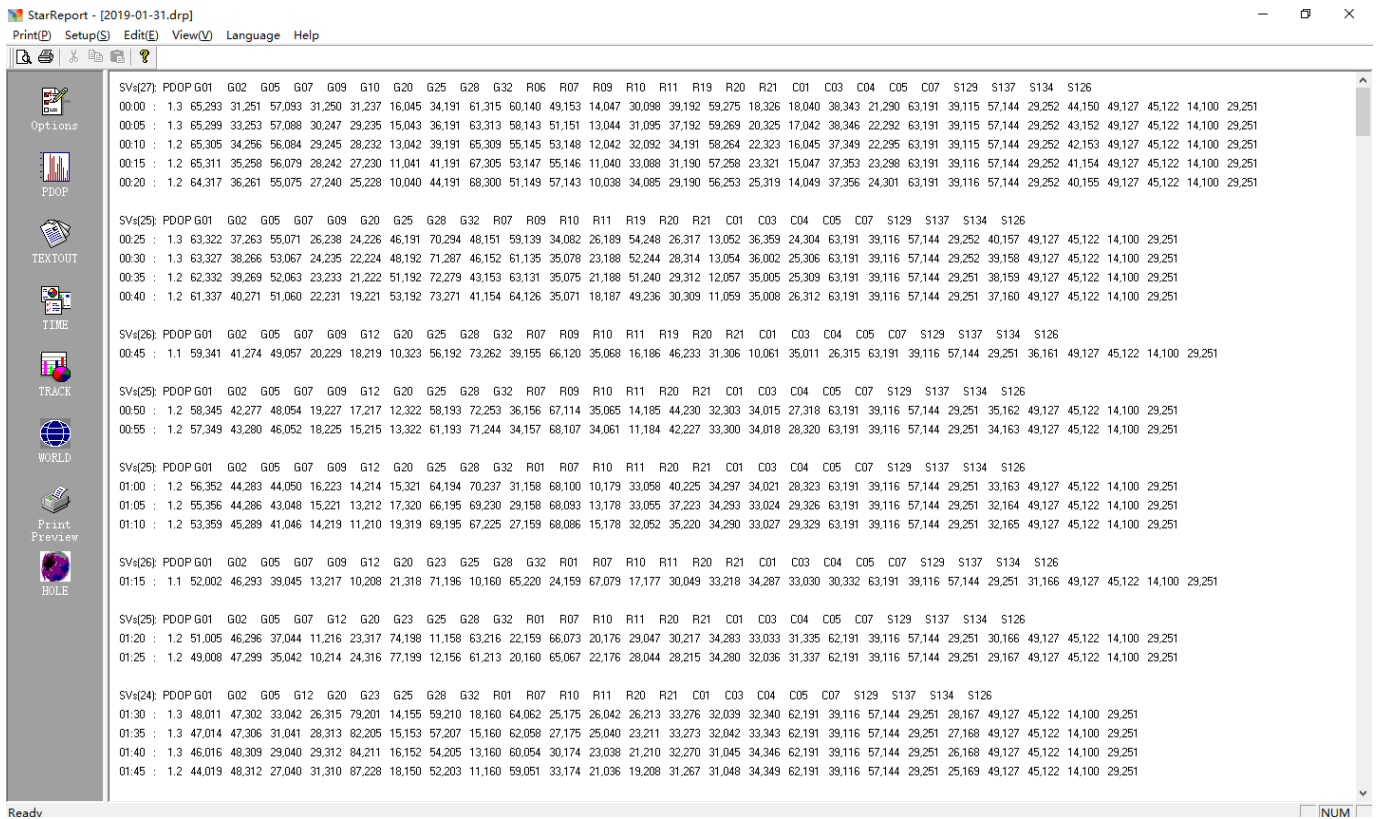 StarReport - [2019-01-31.drp]
Print(P) Setup(S) Edit(E) View(V) Language Help
Options
PDOP
TEXTOUT
TIME
TRACK
WORLD
Print
Preview
HOLE
SVs(27): PDOP G01 G02 G05 G07 G09 G10 G20 G25 G28 G32 R06 R07 R09 R10 R11 R19 R20 R21 C01 C03 C04 C05 C07 S129 S137 S134 S126
00:00 : 1.3 65,293 31,251 57,093 31,250 31,237 16,045 34,191 61,315 60,140 49,153 14,047 30,098 39,192 59,275 18,326 18,040 38,343 21,290 63,191 39,115 57,144 29,252 44,150 49,127 45,122 14,100 29,251
00:05 : 1.3 65,299 33,253 57,088 30,247 29,235 15,043 36,191 63,313 58,143 51,151 13,044 31,095 37,192 59,269 20,325 17,042 38,346 22,292 63,191 39,115 57,144 29,252 43,152 49,127 45,122 14,100 29,251
00:10 : 1.3 65,305 34,256 56,084 29,245 28,232 13,042 39,191 65,309 55,145 53,148 12,042 32,092 34,191 58,264 22,323 16,045 37,349 22,295 63,191 39,116 57,144 29,252 42,153 49,127 45,122 14,100 29,251
00:15 : 1.3 65,311 35,258 56,079 28,242 27,230 11,041 41,191 67,305 53,147 55,146 11,040 33,088 31,190 57,258 23,321 15,047 37,353 23,298 63,191 39,116 57,144 29,252 41,154 49,127 45,122 14,100 29,251
00:20 : 1.2 64,317 36,261 55,075 27,240 25,228 10,040 44,191 68,300 51,149 57,143 10,038 34,085 29,190 56,253 25,319 14,049 37,356 24,301 63,191 39,116 57,144 29,252 40,155 49,127 45,122 14,100 29,251
SVs(25): PDOP G01 G02 G05 G07 G09 G20 G25 G28 G32 R07 R09 R10 R11 R19 R20 R21 C01 C03 C04 C05 C07 S129 S137 S134 S126
00:25 : 1.3 63,322 37,263 55,071 26,238 24,226 46,191 70,294 48,151 59,139 34,082 26,189 54,248 26,317 13,052 36,359 24,304 63,191 39,116 57,144 29,252 40,157 49,127 45,122 14,100 29,251
00:30 : 1.3 63,327 38,266 53,067 24,235 22,224 48,192 71,287 46,152 61,135 35,078 23,188 52,244 28,314 13,054 36,002 25,306 63,191 39,116 57,144 29,252 39,158 49,127 45,122 14,100 29,251
00:35 : 1.2 62,332 39,269 52,063 23,233 21,222 51,192 72,279 43,153 63,131 35,075 21,188 51,240 29,312 12,057 35,005 25,309 63,191 39,116 57,144 29,251 38,159 49,127 45,122 14,100 29,251
00:40 : 1.2 61,337 40,271 51,060 22,231 19,221 53,192 73,271 41,154 64,126 35,071 18,187 49,236 30,309 11,059 35,008 26,312 63,191 39,116 57,144 29,251 37,160 49,127 45,122 14,100 29,251
SVs(26): PDOP G01 G02 G05 G07 G09 G12 G20 G25 G28 G32 R07 R09 R10 R11 R19 R20 R21 C01 C03 C04 C05 C07 S129 S137 S134 S126
00:45 : 1.1 59,341 41,274 49,057 20,229 18,219 10,323 56,192 73,262 39,155 66,120 35,068 16,186 46,233 31,306 10,061 35,011 26,315 63,191 39,116 57,144 29,251 36,161 49,127 45,122 14,100 29,251
SVs(25): PDOP G01 G02 G05 G07 G09 G12 G20 G25 G28 G32 R07 R09 R10 R11 R20 R21 C01 C03 C04 C05 C07 S129 S137 S134 S126
00:50 : 1.2 58,345 42,277 48,054 19,227 17,217 12,322 58,193 72,253 36,156 67,114 35,065 14,185 44,230 32,303 34,015 27,318 63,191 39,116 57,144 29,251 35,162 49,127 45,122 14,100 29,251
00:55 : 1.2 57,349 43,280 46,052 18,225 15,215 13,322 61,193 71,244 34,157 68,107 34,061 11,184 42,227 33,300 34,018 28,320 63,191 39,116 57,144 29,251 34,163 49,127 45,122 14,100 29,251
SVs(25): PDOP G01 G02 G05 G07 G09 G12 G20 G25 G28 G32 R01 R07 R10 R11 R20 R21 C01 C03 C04 C05 C07 S129 S137 S134 S126
01:00 : 1.2 56,352 44,283 44,050 16,223 14,214 15,321 64,194 70,237 31,158 68,100 10,179 33,058 40,225 34,297 34,021 28,323 63,191 39,116 57,144 29,251 33,163 49,127 45,122 14,100 29,251
01:05 : 1.2 55,356 44,286 43,048 15,221 13,212 17,320 66,195 69,230 29,158 68,093 13,178 33,055 37,223 34,293 33,024 29,326 63,191 39,116 57,144 29,251 32,164 49,127 45,122 14,100 29,251
01:10 : 1.2 53,359 45,289 41,046 14,219 11,210 19,319 69,195 67,225 27,159 68,086 15,178 32,052 35,220 34,290 33,027 29,329 63,191 39,116 57,144 29,251 32,165 49,127 45,122 14,100 29,251
SVs(26): PDOP G01 G02 G05 G07 G09 G12 G20 G23 G25 G28 G32 R01 R07 R10 R11 R20 R21 C01 C03 C04 C05 C07 S129 S137 S134 S126
01:15 : 1.1 52,002 46,293 39,045 13,217 10,208 21,318 71,196 10,160 65,220 24,159 67,079 17,177 30,049 33,218 34,287 33,030 30,332 63,191 39,116 57,144 29,251 31,166 49,127 45,122 14,100 29,251
SVs(25): PDOP G01 G02 G05 G07 G12 G20 G23 G25 G28 G32 R01 R07 R10 R11 R20 R21 C01 C03 C04 C05 C07 S129 S137 S134 S126
01:20 : 1.2 51,005 46,296 37,044 11,216 23,317 74,198 11,158 63,216 22,159 66,073 20,176 29,047 30,217 34,283 33,033 31,335 62,191 39,116 57,144 29,251 30,166 49,127 45,122 14,100 29,251
01:25 : 1.2 49,008 47,299 35,042 10,214 24,316 77,199 12,156 61,213 20,160 65,067 22,176 28,044 28,215 34,280 32,036 31,337 62,191 39,116 57,144 29,251 29,167 49,127 45,122 14,100 29,251
SVs(24): PDOP G01 G02 G05 G12 G20 G23 G25 G28 G32 R01 R07 R10 R11 R20 R21 C01 C03 C04 C05 C07 S129 S137 S134 S126
01:30 : 1.3 48,011 47,302 33,042 26,315 79,201 14,155 59,210 18,160 64,062 25,175 26,042 26,213 33,276 32,039 32,340 62,191 39,116 57,144 29,251 28,167 49,127 45,122 14,100 29,251
01:35 : 1.3 47,014 47,306 31,041 28,313 82,205 15,153 57,207 15,160 62,058 27,175 25,040 23,211 33,273 32,042 33,343 62,191 39,116 57,144 29,251 27,168 49,127 45,122 14,100 29,251
01:40 : 1.3 46,016 48,309 29,040 29,312 84,211 16,152 54,205 13,160 60,054 30,174 23,038 21,210 32,270 31,045 34,346 62,191 39,116 57,144 29,251 26,168 49,127 45,122 14,100 29,251
01:45 : 1.2 44,019 48,312 27,040 31,310 87,228 18,150 52,203 11,160 59,051 33,174 21,036 19,208 31,267 31,048 34,349 62,191 39,116 57,144 29,251 25,169 49,127 45,122 14,100 29,251
Ready
NUM